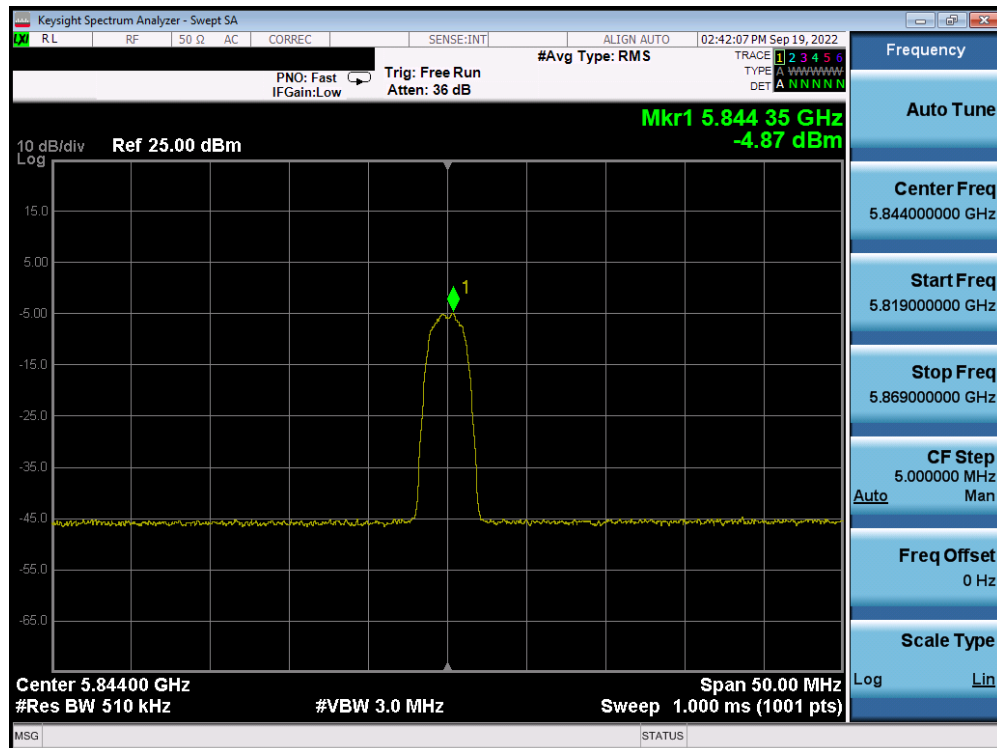 Keysight Spectrum Analyzer - Swept SA
LXI RL RF 50 Ω AC CORREC SENSE:INT ALIGN AUTO 02:42:07 PM Sep 19, 2022
#Avg Type: RMS TRACE 1 2 3 4 5 6
PNO: Fast Trig: Free Run TYPE A WWWWW
IFGain:Low Atten: 36 dB DET A N N N N N
Mkr1 5.844 35 GHz
-4.87 dBm
10 dB/div Ref 25.00 dBm
Log
15.0
5.00
1
-5.00
-15.0
-25.0
-35.0
-45.0
-55.0
-65.0
Center 5.84400 GHz Span 50.00 MHz
#Res BW 510 kHz #VBW 3.0 MHz Sweep 1.000 ms (1001 pts)
MSG STATUS
Frequency
Auto Tune
Center Freq
5.844000000 GHz
Start Freq
5.819000000 GHz
Stop Freq
5.869000000 GHz
CF Step
5.000000 MHz
Auto Man
Freq Offset
0 Hz
Scale Type
Log Lin